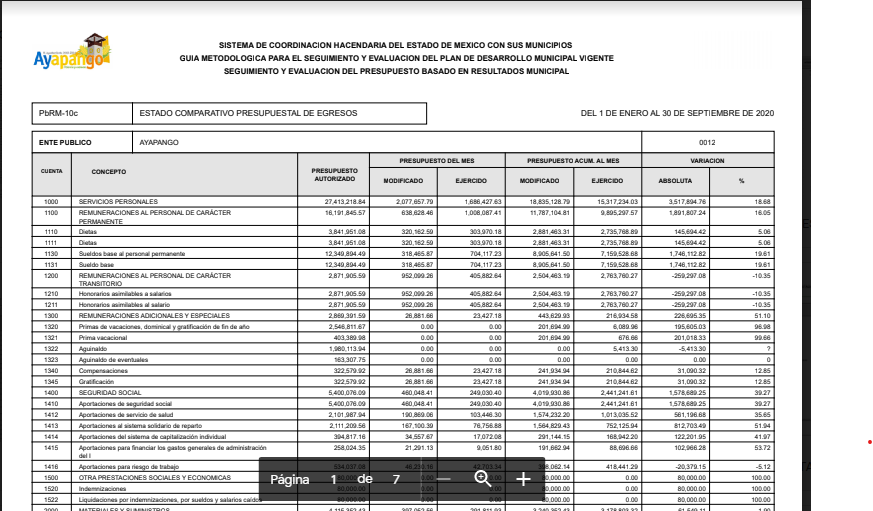 Ayapango
SISTEMA DE COORDINACION HACENDARIA DEL ESTADO DE MEXICO CON SUS MUNICIPIOS
GUIA METODOLOGICA PARA EL SEGUIMIENTO Y EVALUACION DEL PLAN DE DESARROLLO MUNICIPAL VIGENTE
SEGUIMIENTO Y EVALUACION DEL PRESUPUESTO BASADO EN RESULTADOS MUNICIPAL
PbRM-10c ESTADO COMPARATIVO PRESUPUESTAL DE EGRESOS DEL 1 DE ENERO AL 30 DE SEPTIEMBRE DE 2020
ENTE PUBLICO AYAPANGO 0012
CUENTA CONCEPTO PRESUPUESTO AUTORIZADO PRESUPUESTO DEL MES PRESUPUESTO ACUM. AL MES VARIACION
MODIFICADO EJERCIDO MODIFICADO EJERCIDO ABSOLUTA %
1000 SERVICIOS PERSONALES 27,413,218.84 2,077,657.79 1,686,427.63 18,835,128.79 15,317,234.03 3,517,894.76 18.68
1100 REMUNERACIONES AL PERSONAL DE CARÁCTER 16,191,845.57 638,628.46 1,008,087.41 11,787,104.81 9,895,297.57 1,891,807.24 16.05
PERMANENTE
1110 Dietas 3,841,951.08 320,162.59 303,970.18 2,881,463.31 2,735,768.89 145,694.42 5.06
1111 Dietas 3,841,951.08 320,162.59 303,970.18 2,881,463.31 2,735,768.89 145,694.42 5.06
1130 Sueldos base al personal permanente 12,349,894.49 318,465.87 704,117.23 8,905,641.50 7,159,528.68 1,746,112.82 19.61
1131 Sueldo base 12,349,894.49 318,465.87 704,117.23 8,905,641.50 7,159,528.68 1,746,112.82 19.61
1200 REMUNERACIONES AL PERSONAL DE CARÁCTER 2,871,905.59 952,099.26 405,882.64 2,504,463.19 2,763,760.27 -259,297.08 -10.35
TRANSITORIO
1210 Honorarios asimilables a salarios 2,871,905.59 952,099.26 405,882.64 2,504,463.19 2,763,760.27 -259,297.08 -10.35
1211 Honorarios asimilables al salario 2,871,905.59 952,099.26 405,882.64 2,504,463.19 2,763,760.27 -259,297.08 -10.35
1300 REMUNERACIONES ADICIONALES Y ESPECIALES 2,869,391.59 26,881.66 23,427.18 443,629.93 216,934.58 226,695.35 51.10
1320 Primas de vacaciones, dominical y gratificación de fin de año 2,546,811.67 0.00 0.00 201,694.99 6,089.96 195,605.03 96.98
1321 Prima vacacional 403,389.98 0.00 0.00 201,694.99 676.66 201,018.33 99.66
1322 Aguinaldo 1,980,113.94 0.00 0.00 0.00 5,413.30 -5,413.30 ?
1323 Aguinaldo de eventuales 163,307.75 0.00 0.00 0.00 0.00 0.00 0
1340 Compensaciones 322,579.92 26,881.66 23,427.18 241,934.94 210,844.62 31,090.32 12.85
1345 Gratificación 322,579.92 26,881.66 23,427.18 241,934.94 210,844.62 31,090.32 12.85
1400 SEGURIDAD SOCIAL 5,400,076.09 460,048.41 249,030.40 4,019,930.86 2,441,241.61 1,578,689.25 39.27
1410 Aportaciones de seguridad social 5,400,076.09 460,048.41 249,030.40 4,019,930.86 2,441,241.61 1,578,689.25 39.27
1412 Aportaciones de servicio de salud 2,101,987.94 190,869.06 103,446.30 1,574,232.20 1,013,035.52 561,196.68 35.65
1413 Aportaciones al sistema solidario de reparto 2,111,209.56 167,100.39 76,756.88 1,564,829.43 752,125.94 812,703.49 51.94
1414 Aportaciones del sistema de capitalización individual 394,817.16 34,557.67 17,072.08 291,144.15 168,942.20 122,201.95 41.97
1415 Aportaciones para financiar los gastos generales de administración 258,024.35 21,291.13 9,051.80 191,662.94 88,696.66 102,966.28 53.72
del I
1416 Aportaciones para riesgo de trabajo 418,441.29 -20,379.15 -5.12
1500 OTRA PRESTACIONES SOCIALES Y ECONOMICAS 0.00 80,000.00 100.00
1520 Indemnizaciones 0.00 80,000.00 100.00
1522 Liquidaciones por indemnizaciones, por sueldos y salarios caídos 0.00 80,000.00 100.00
2000 MATERIALES Y SUMINISTROS
Página 1 de 7